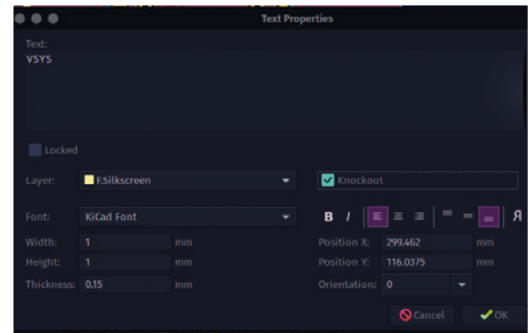 Text Properties
Text:
VSYS
Locked
Layer: F.Silkscreen Knockout
Font: KiCad Font B I R
Width: 1 mm Position X: 299.462 mm
Height: 1 mm Position Y: 116.0375 mm
Thickness: 0.15 mm Orientation: 0
Cancel OK